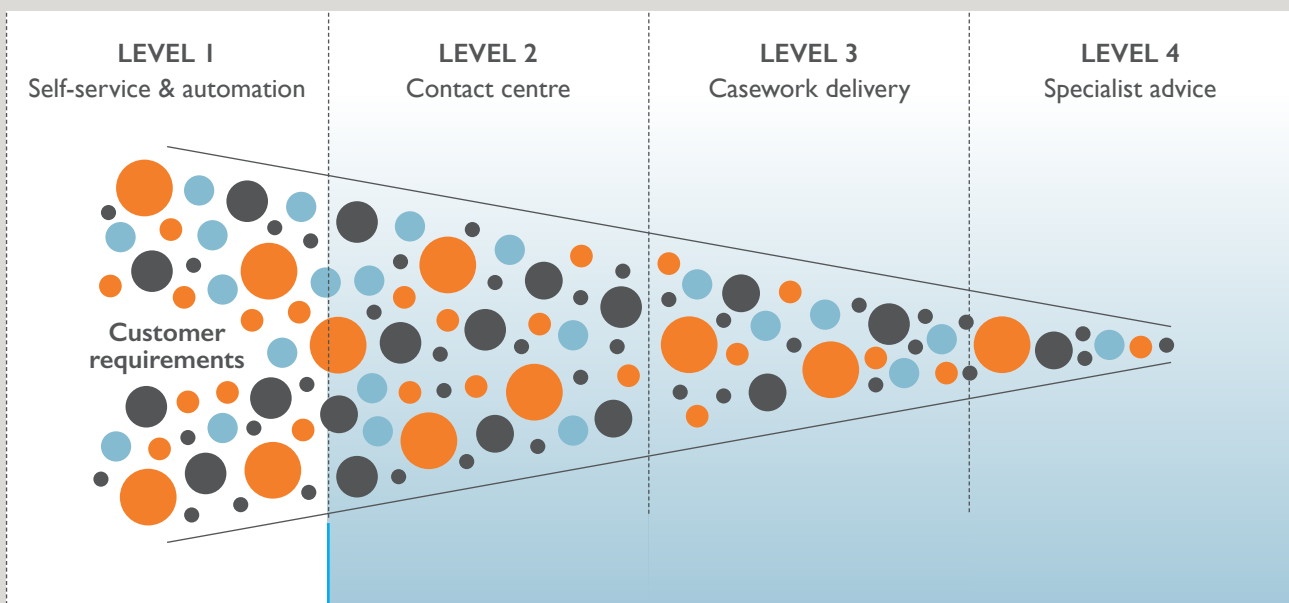 LEVEL 1
Self-service & automation
LEVEL 2
Contact centre
LEVEL 3
Casework delivery
LEVEL 4
Specialist advice
Customer
requirements